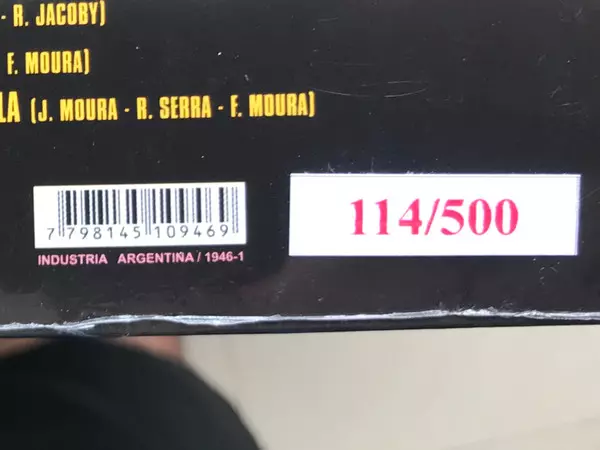 - R. JACOBY)
F. MOURA)
LA (J. MOURA - R. SERRA - F. MOURA)
7 798145 109469
INDUSTRIA ARGENTIÑA / 1946-1
114/500